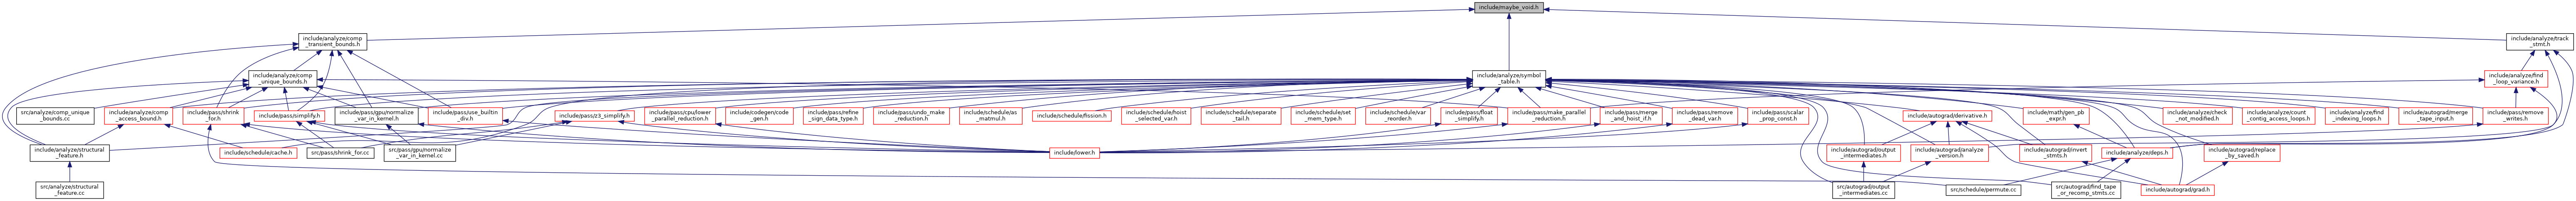 include/maybe_void.h
include/analyze/comp
_transient_bounds.h
include/analyze/track
_stmt.h
include/analyze/comp
_unique_bounds.h
include/analyze/symbol
_table.h
include/analyze/find
_loop_variance.h
src/analyze/comp_unique
_bounds.cc
include/analyze/comp
_access_bound.h
include/pass/shrink
_for.h
include/pass/simplify.h
include/pass/gpu/normalize
_var_in_kernel.h
include/pass/use_builtin
_div.h
include/pass/z3_simplify.h
include/pass/cpu/lower
_parallel_reduction.h
include/codegen/code
_gen.h
include/pass/refine
_sign_data_type.h
include/pass/undo_make
_reduction.h
include/schedule/as
_matmul.h
include/schedule/fission.h
include/schedule/hoist
_selected_var.h
include/schedule/separate
_tail.h
include/schedule/set
_mem_type.h
include/schedule/var
_reorder.h
include/pass/float
_simplify.h
include/pass/make_parallel
_reduction.h
include/pass/merge
_and_hoist_if.h
include/pass/remove
_dead_var.h
include/pass/scalar
_prop_const.h
include/autograd/derivative.h
include/math/gen_pb
_expr.h
include/analyze/check
_not_modified.h
include/analyze/count
_contig_access_loops.h
include/analyze/find
_indexing_loops.h
include/autograd/merge
_tape_input.h
include/pass/remove
_writes.h
include/analyze/structural
_feature.h
include/schedule/cache.h
src/pass/shrink_for.cc
src/pass/gpu/normalize
_var_in_kernel.cc
include/lower.h
include/autograd/output
_intermediates.h
include/autograd/analyze
_version.h
include/autograd/invert
_stmts.h
include/analyze/deps.h
include/autograd/replace
_by_saved.h
src/analyze/structural
_feature.cc
src/autograd/output
_intermediates.cc
src/schedule/permute.cc
src/autograd/find_tape
_or_recomp_stmts.cc
include/autograd/grad.h